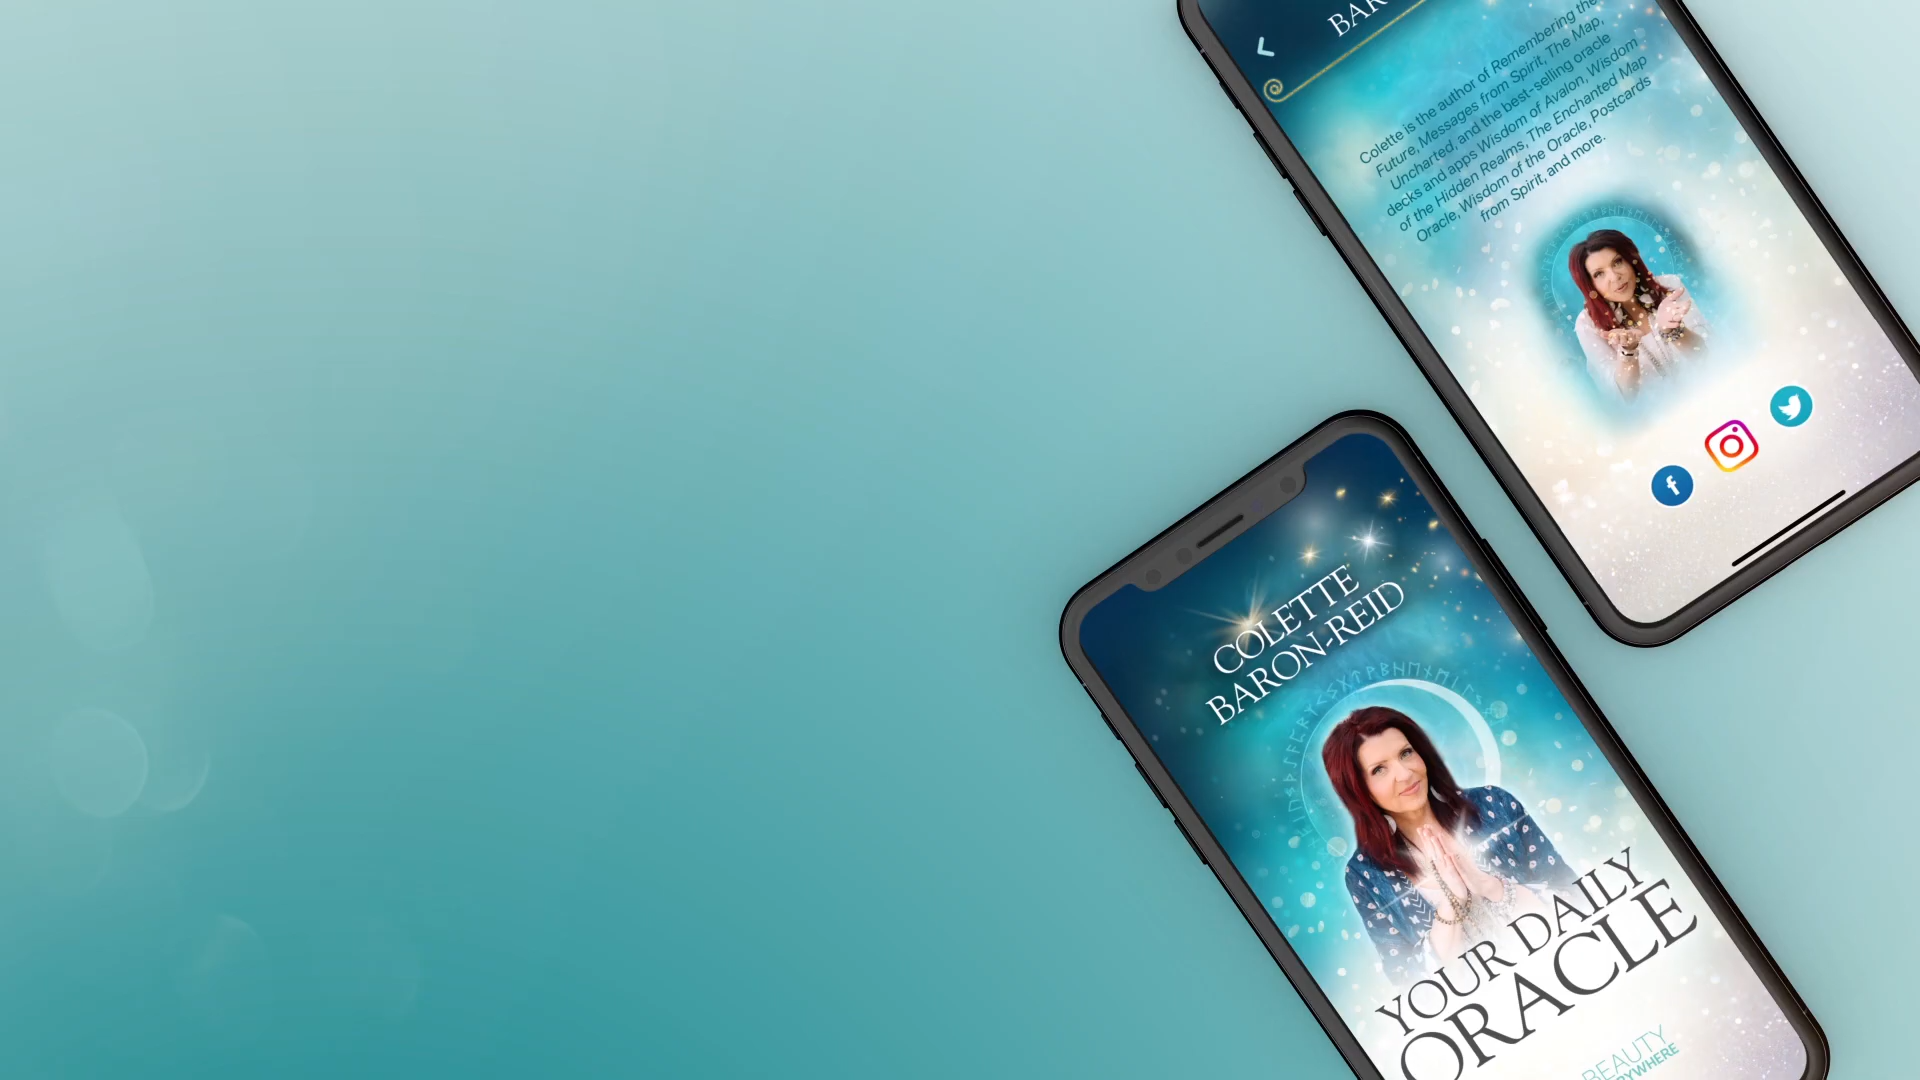 Colette is the author of Remembering the
Future, Messages from Spirit, The Map,
Uncharted, and the best-selling oracle
decks and apps Wisdom of Avalon, Wisdom
of the Hidden Realms, The Enchanted Map
Oracle, Wisdom of the Oracle, Postcards
from Spirit, and more.
COLETTE
BARON-REID
YOUR DAILY
ORACLE
BEAUTY